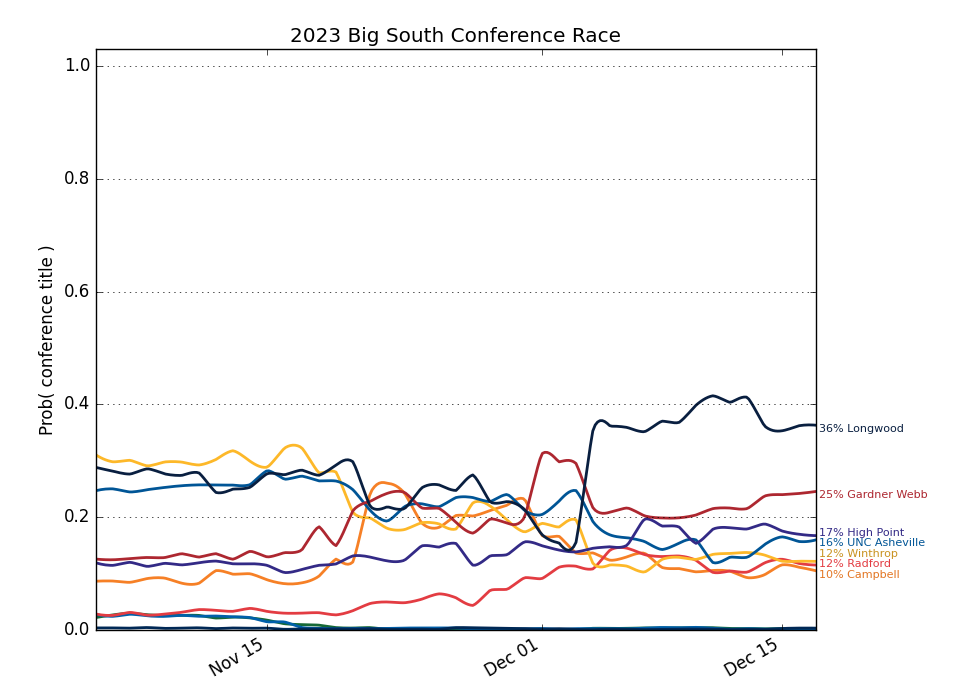 2023 Big South Conference Race
1.0
0.8
0.6
0.4
0.2
0.0
Prob( conference title )
36% Longwood
25% Gardner Webb
17% High Point
16% UNC Asheville
12% Winthrop
12% Radford
10% Campbell
Nov 15
Dec 01
Dec 15